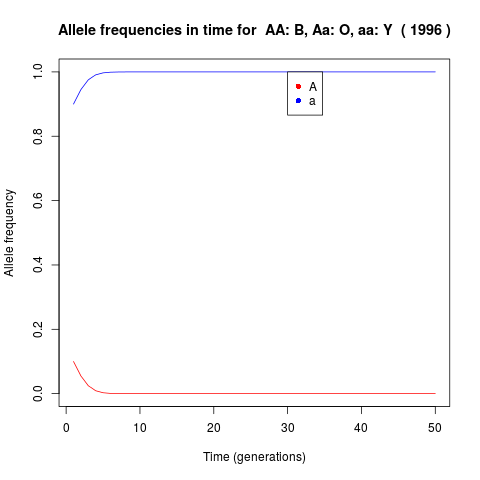 Allele frequencies in time for  AA: B, Aa: O, aa: Y  ( 1996 )
A
a
Allele frequency
1.0
0.8
0.6
0.4
0.2
0.0
0 10 20 30 40 50
Time (generations)